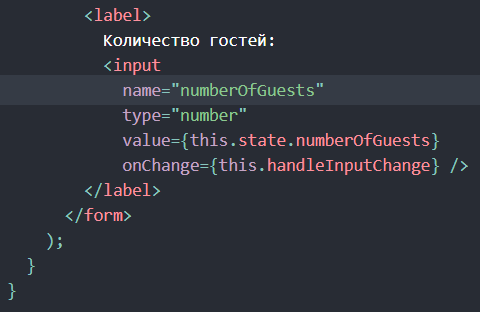 <label>
Количество гостей:
<input
name="numberOfGuests"
type="number"
value={this.state.numberOfGuests}
onChange={this.handleInputChange} />
</label>
</form>
);
}
}